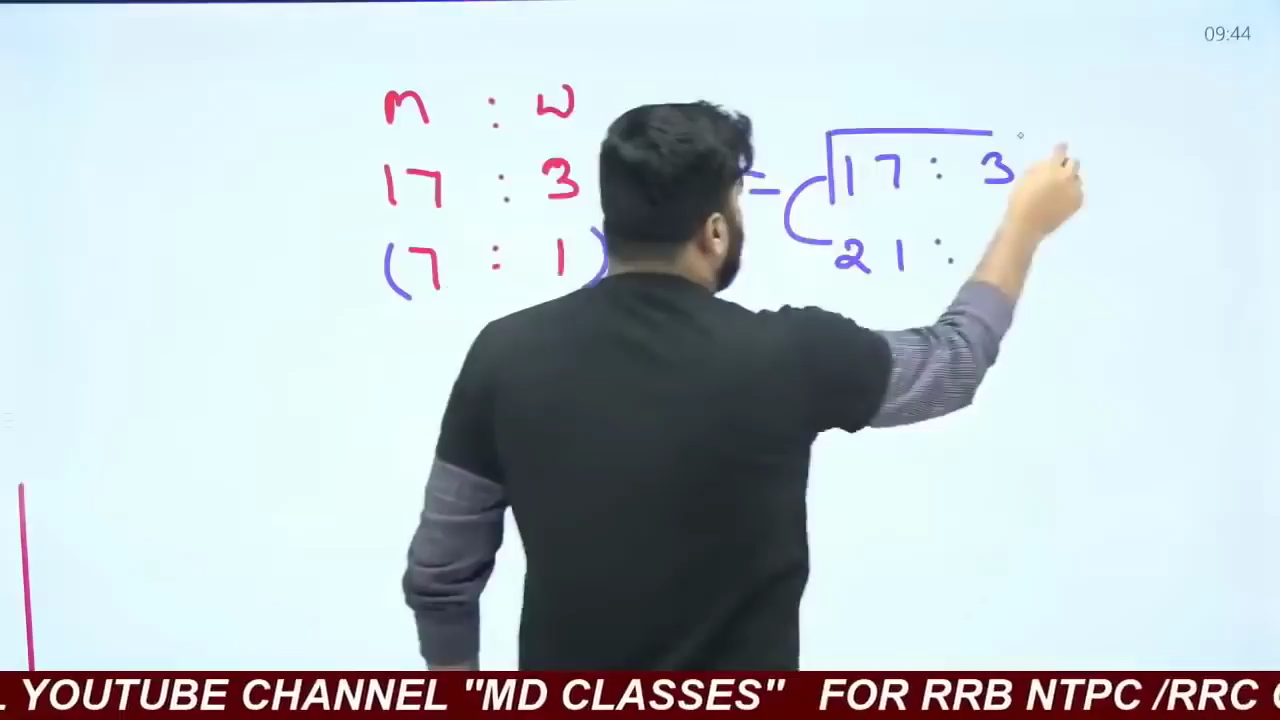 09:44
m : w
17 : 3 = 17 : 3
(7 : 1) 21 :
L YOUTUBE CHANNEL "MD CLASSES" FOR RRB NTPC /RRC